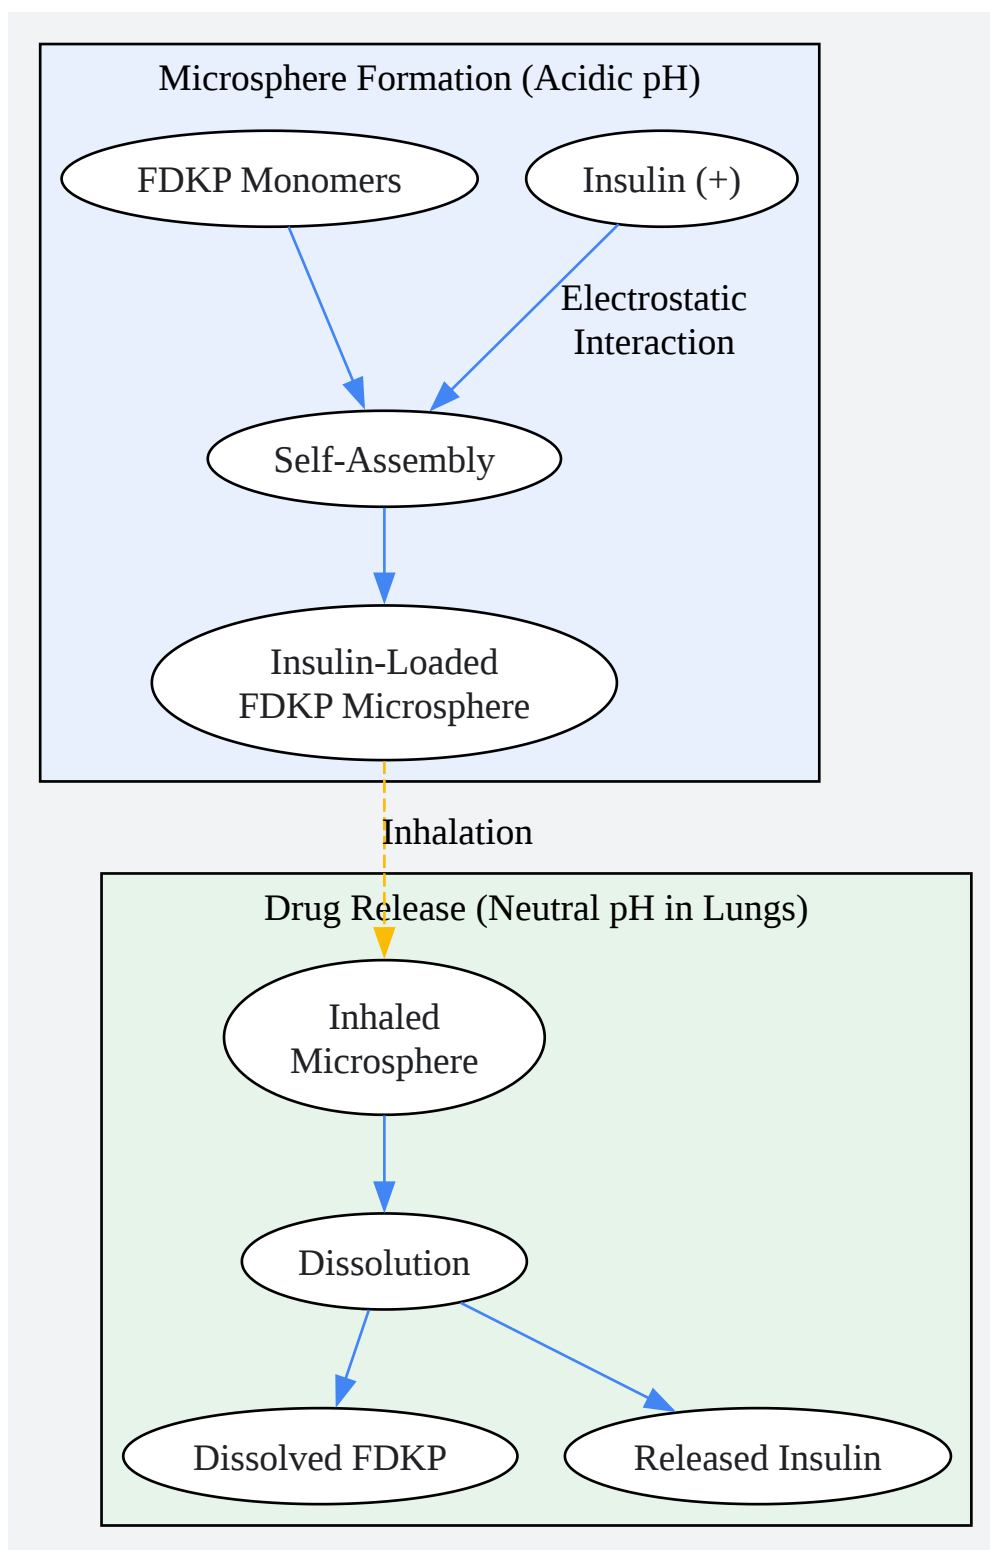 Microsphere Formation (Acidic pH)
FDKP Monomers
Insulin (+)
Electrostatic
Interaction
Self-Assembly
Insulin-Loaded
FDKP Microsphere
Inhalation
Drug Release (Neutral pH in Lungs)
Inhaled
Microsphere
Dissolution
Dissolved FDKP
Released Insulin